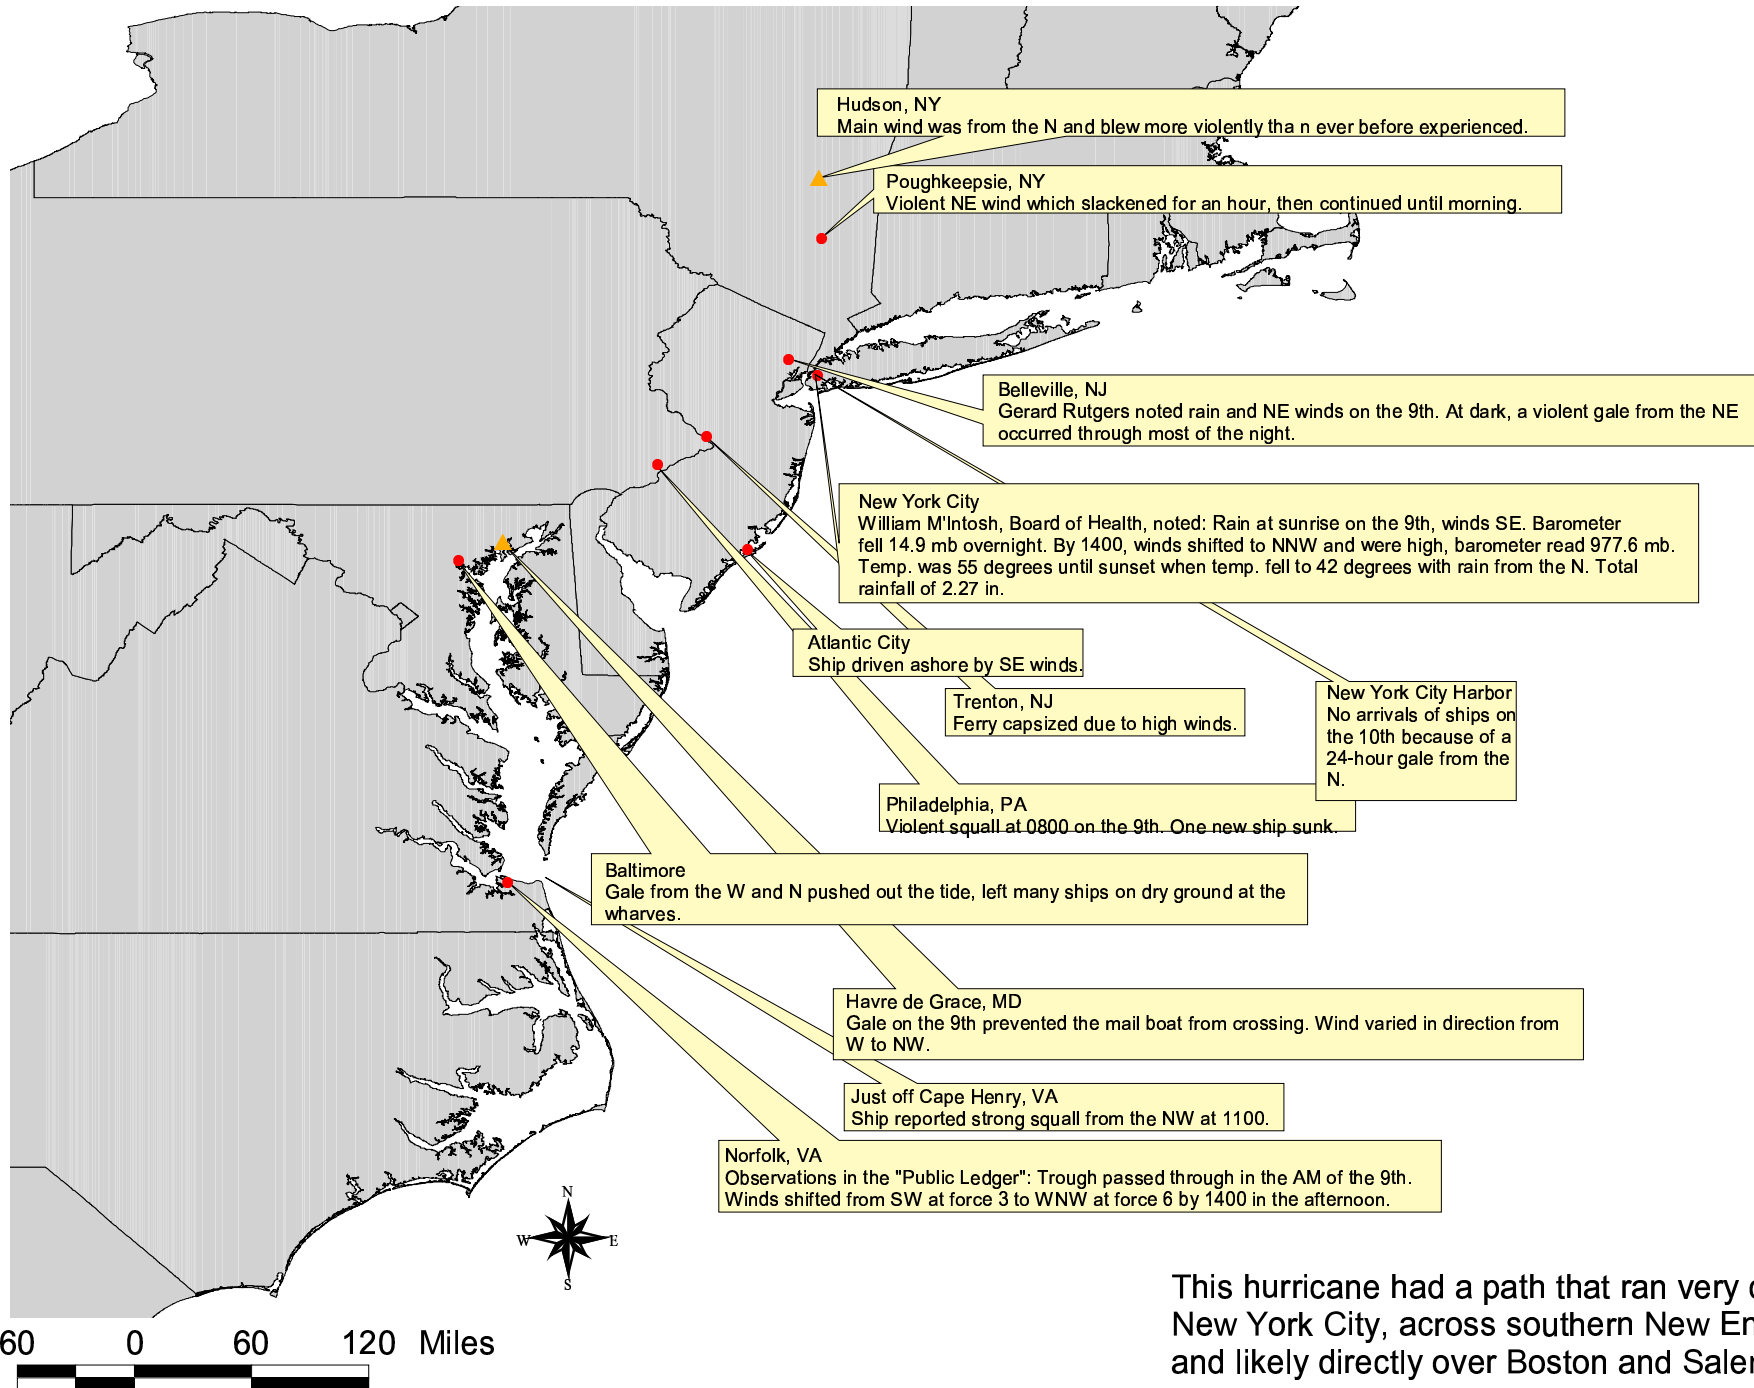 Hudson, NY
Main wind was from the N and blew more violently tha n ever before experienced.
Poughkeepsie, NY
Violent NE wind which slackened for an hour, then continued until morning.
Belleville, NJ
Gerard Rutgers noted rain and NE winds on the 9th. At dark, a violent gale from the NE
occurred through most of the night.
New York City
William M'Intosh, Board of Health, noted: Rain at sunrise on the 9th, winds SE. Barometer
fell 14.9 mb overnight. By 1400, winds shifted to NNW and were high, barometer read 977.6 mb.
Temp. was 55 degrees until sunset when temp. fell to 42 degrees with rain from the N. Total
rainfall of 2.27 in.
Atlantic City
Ship driven ashore by SE winds.
Trenton, NJ
Ferry capsized due to high winds.
New York City Harbor
No arrivals of ships on
the 10th because of a
24-hour gale from the
N.
Philadelphia, PA
Violent squall at 0800 on the 9th. One new ship sunk.
Baltimore
Gale from the W and N pushed out the tide, left many ships on dry ground at the
wharves.
Havre de Grace, MD
Gale on the 9th prevented the mail boat from crossing. Wind varied in direction from
W to NW.
Just off Cape Henry, VA
Ship reported strong squall from the NW at 1100.
Norfolk, VA
Observations in the "Public Ledger": Trough passed through in the AM of the 9th.
Winds shifted from SW at force 3 to WNW at force 6 by 1400 in the afternoon.
N
W E
S
This hurricane had a path that ran very
New York City, across southern New
and likely directly over Boston and
60 0 60 120 Miles